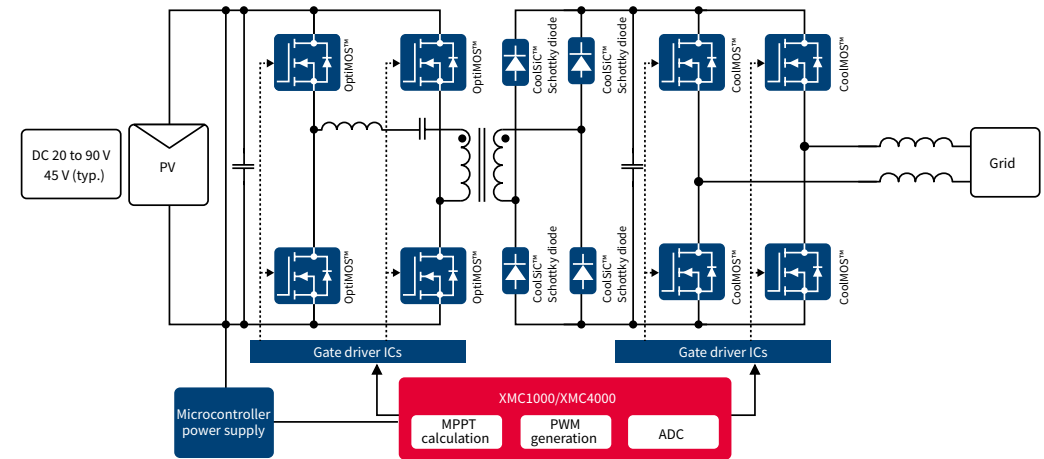 DC 20 to 90 V
45 V (typ.)
PV
OptiMOS™
OptiMOS™
OptiMOS™
OptiMOS™
CoolSiC™
Schottky diode
CoolSiC™
Schottky diode
CoolSiC™
Schottky diode
CoolSiC™
Schottky diode
CoolMOS™
CoolMOS™
CoolMOS™
CoolMOS™
Grid
Gate driver ICs
Gate driver ICs
Microcontroller
power supply
XMC1000/XMC4000
MPPT
calculation
PWM
generation
ADC